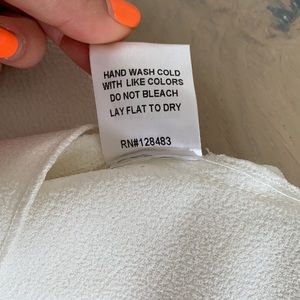 HAND WASH COLD
WITH LIKE COLORS
DO NOT BLEACH
LAY FLAT TO DRY
RN#128483